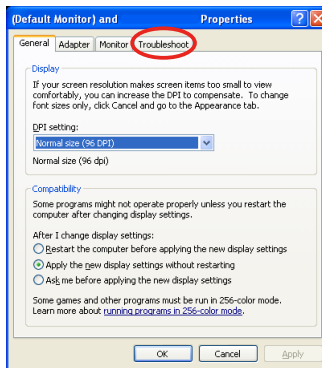 (Default Monitor) and Properties
General Adapter Monitor Troubleshoot
Display
If your screen resolution makes screen items too small to view
comfortably, you can increase the DPI to compensate. To change
font sizes only, click Cancel and go to the Appearance tab.
DPI setting:
Normal size (96 DPI)
Normal size (96 dpi)
Compatibility
Some programs might not operate properly unless you restart the
computer after changing display settings.
After I change display settings:
Restart the computer before applying the new display settings
Apply the new display settings without restarting
Ask me before applying the new display settings
Some games and other programs must be run in 256-color mode.
Learn more about running programs in 256-color mode.
OK Cancel Apply